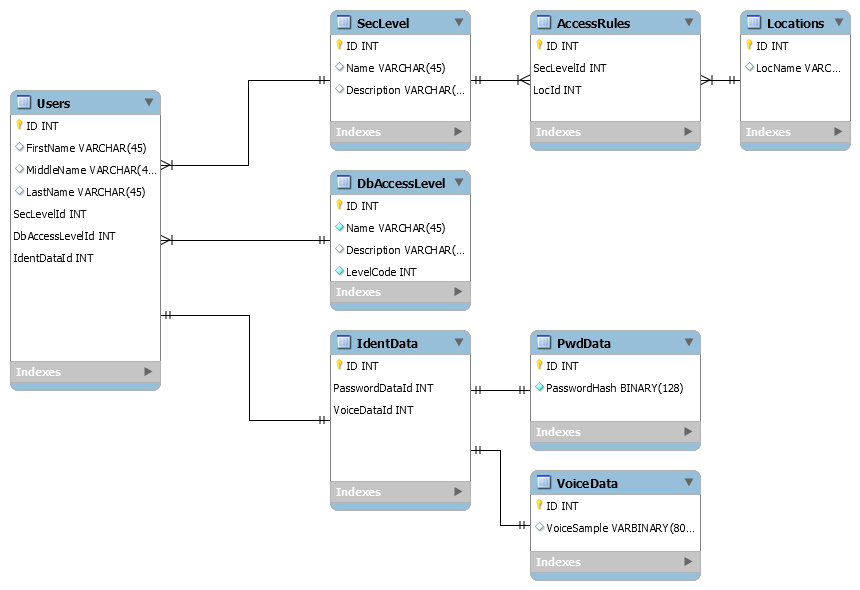 Users
ID INT
FirstName VARCHAR(45)
MiddleName VARCHAR(4...
LastName VARCHAR(45)
SecLevelId INT
DbAccessLevelId INT
IdentDataId INT
Indexes
SecLevel
ID INT
Name VARCHAR(45)
Description VARCHAR(...
Indexes
AccessRules
ID INT
SecLevelId INT
LocId INT
Indexes
Locations
ID INT
LocName VARC...
Indexes
DbAccessLevel
ID INT
Name VARCHAR(45)
Description VARCHAR(...
LevelCode INT
Indexes
IdentData
ID INT
PasswordDataId INT
VoiceDataId INT
Indexes
PwdData
ID INT
PasswordHash BINARY(128)
Indexes
VoiceData
ID INT
VoiceSample VARBINARY(80...
Indexes